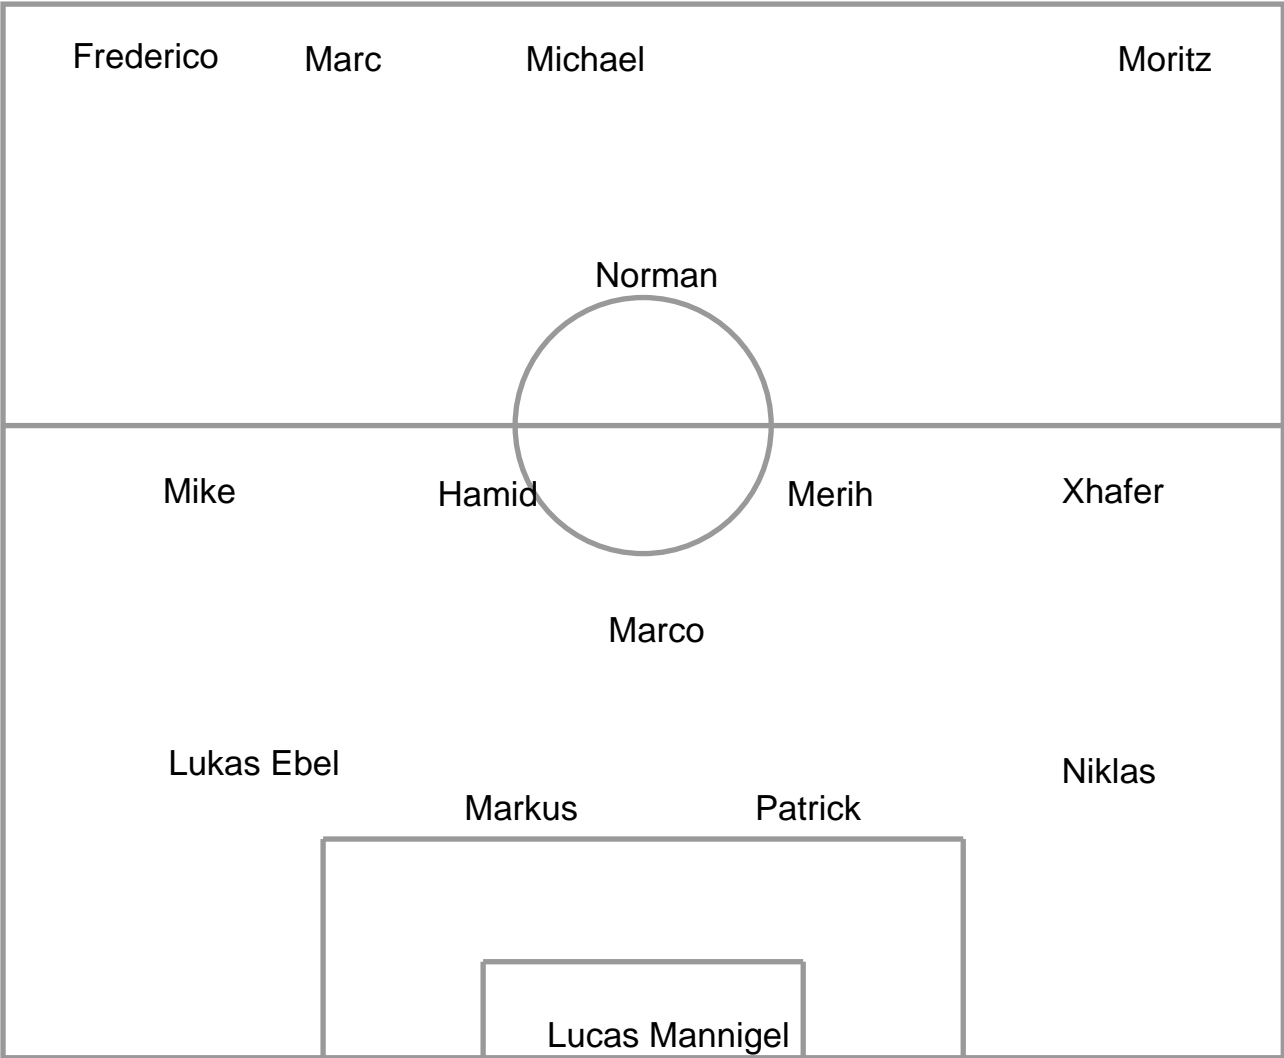 Frederico Marc Michael Moritz
Norman
Mike Hamid Merih Xhafer
Marco
Lukas Ebel Niklas
Markus Patrick
Lucas Mannigel